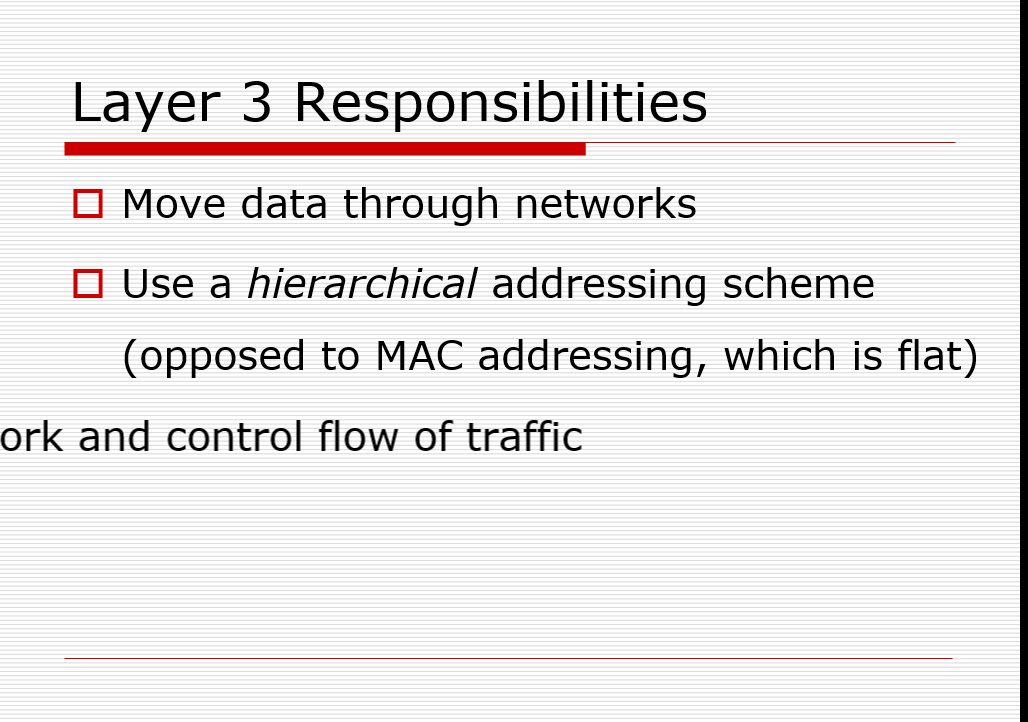 Layer 3 Responsibilities
Move data through networks
Use a hierarchical addressing scheme
(opposed to MAC addressing, which is flat)
ork and control flow of traffic